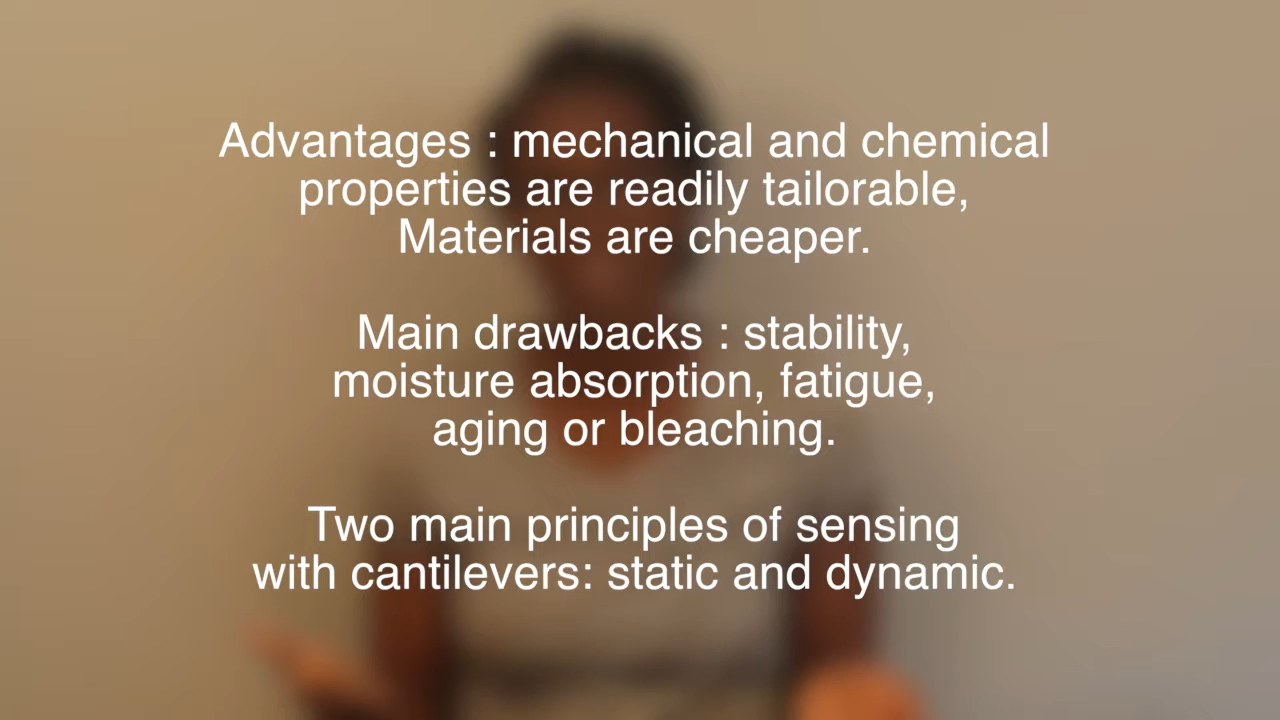 Advantages : mechanical and chemical
properties are readily tailorable,
Materials are cheaper.
Main drawbacks : stability,
moisture absorption, fatigue,
aging or bleaching.
Two main principles of sensing
with cantilevers: static and dynamic.